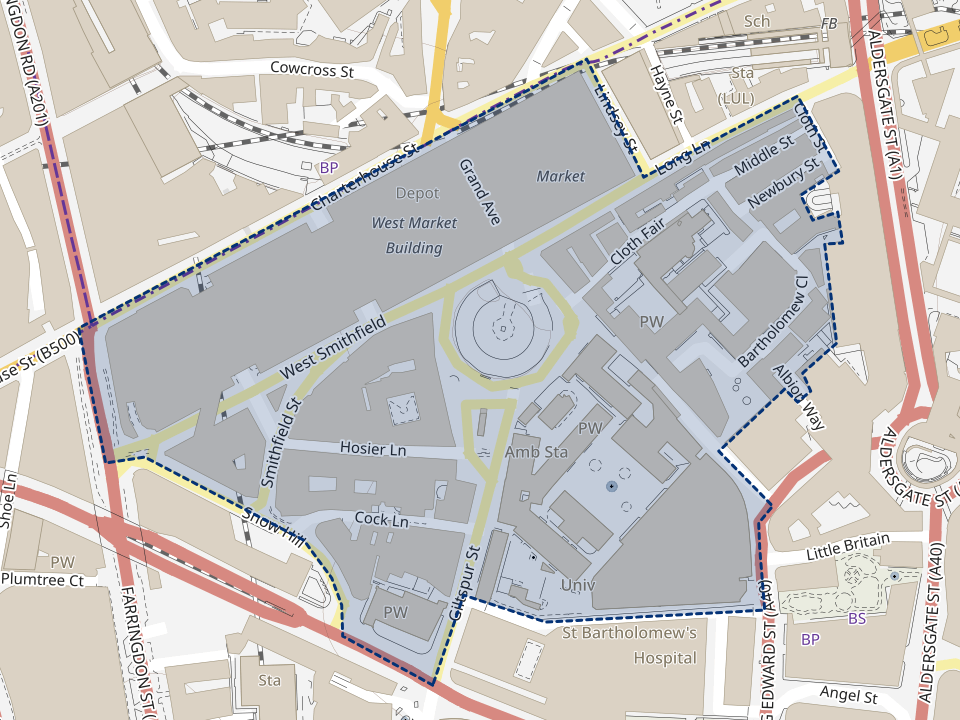 NGDON RD (A201)
Cowcross St
Sch
FB
Sta
(LUL)
ALDERSGATE ST (A1)
Hayne St
Lindsey St
Long Ln
Cloth St
Middle St
Newbury St
BP
Charterhouse St
Depot
Grand Ave
Market
West Market
Building
Cloth Fair
PW
Bartholomew Cl
Albion Way
use St (B500)
West Smithfield
Smithfield St
Hosier Ln
PW
Amb Sta
Cock Ln
Snow Hill
Shoe Ln
PW
Plumtree Ct
FARRINGDON ST (
Giltspur St
PW
Univ
St Bartholomew's
Hospital
Sta
ALDERSGATE ST (
Little Britain
G EDWARD ST (A40)
BS
BP
Angel St
ALDERSGATE ST (A40)